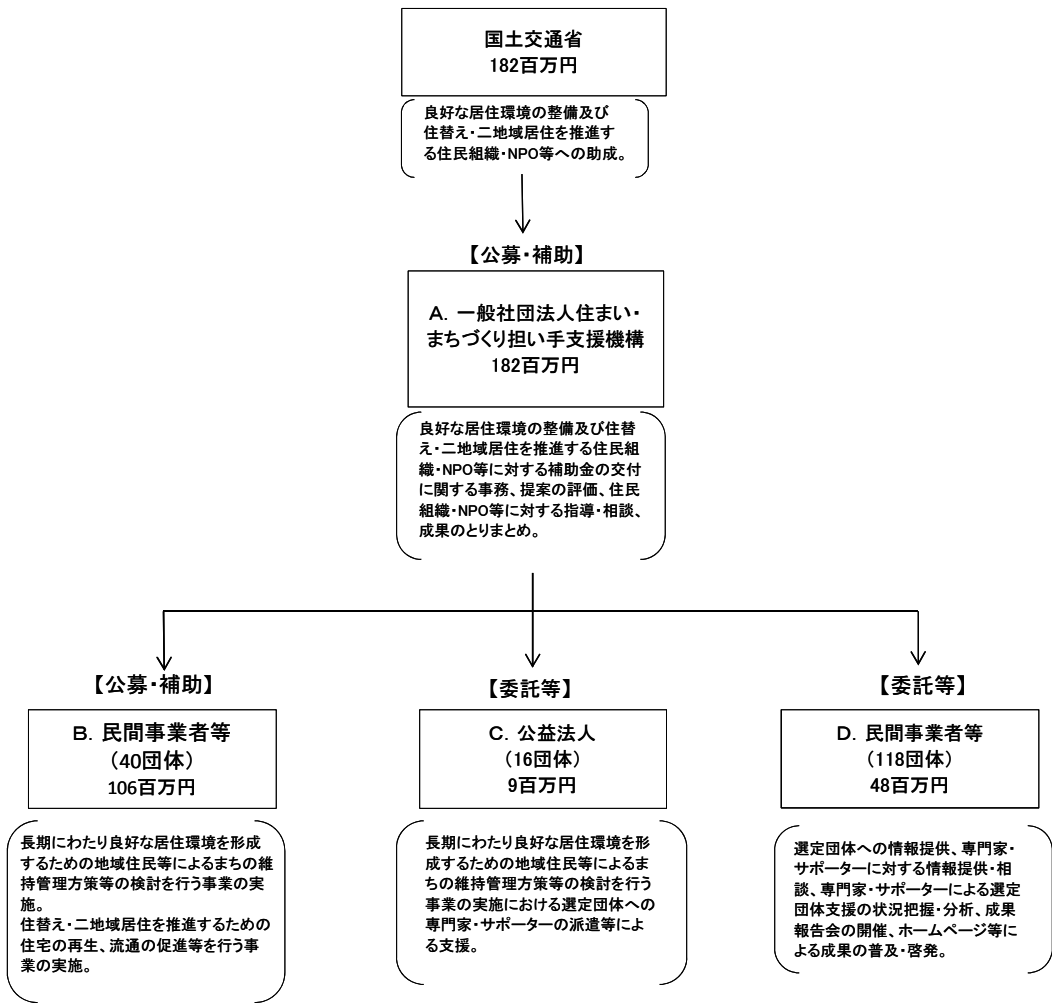 国土交通省
182百万円
良好な居住環境の整備及び
住替え・二地域居住を推進す
る住民組織・NPO等への助成。
【公募・補助】
A．一般社団法人住まい・
まちづくり担い手支援機構
182百万円
良好な居住環境の整備及び住替
え・二地域居住を推進する住民組
織・NPO等に対する補助金の交付
に関する事務、提案の評価、住民
組織・NPO等に対する指導・相談、
成果のとりまとめ。
【公募・補助】
B．民間事業者等
（40団体）
106百万円
長期にわたり良好な居住環境を形成
するための地域住民等によるまちの維
持管理方策等の検討を行う事業の実
施。
住替え・二地域居住を推進するための
住宅の再生、流通の促進等を行う事
業の実施。
【委託等】
C．公益法人
（16団体）
9百万円
長期にわたり良好な居住環境を形
成するための地域住民等によるま
ちの維持管理方策等の検討を行う
事業の実施における選定団体への
専門家・サポーターの派遣等によ
る支援。
【委託等】
D．民間事業者等
（118団体）
48百万円
選定団体への情報提供、専門家・
サポーターに対する情報提供・相
談、専門家・サポーターによる選定
団体支援の状況把握・分析、成果
報告会の開催、ホームページ等に
よる成果の普及・啓発。